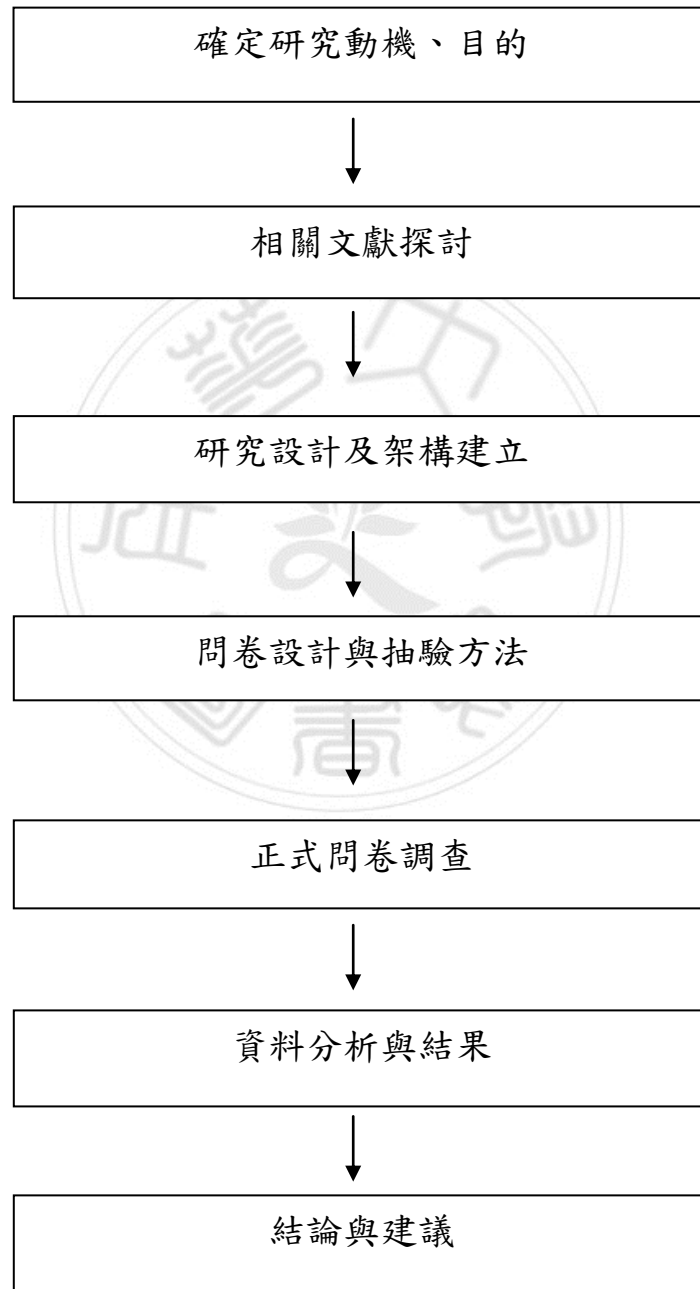 確定研究動機、目的
相關文獻探討
研究設計及架構建立
問卷設計與抽驗方法
正式問卷調查
資料分析與結果
結論與建議